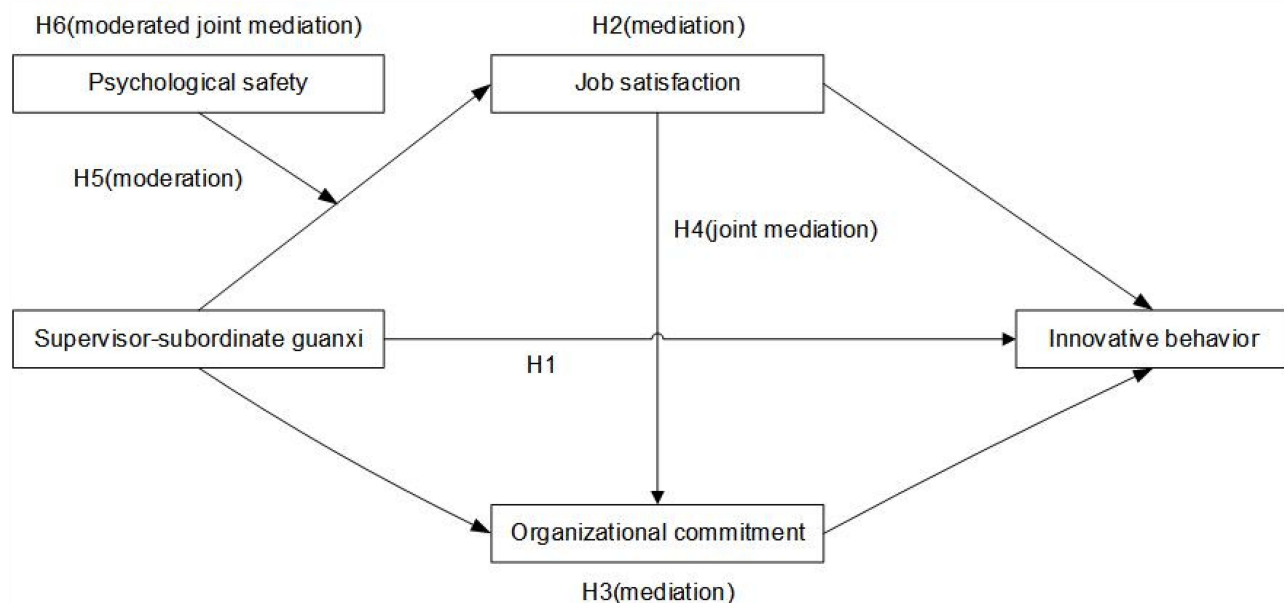 H6(moderated joint mediation)
H2(mediation)
Psychological safety
Job satisfaction
H5(moderation)
H4(joint mediation)
Supervisor-subordinate guanxi
Innovative behavior
H1
Organizational commitment
H3(mediation)